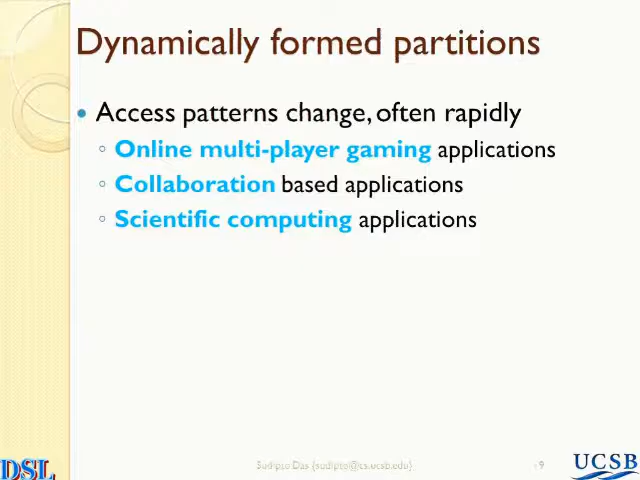 Dynamically formed partitions
• Access patterns change, often rapidly
◦ Online multi-player gaming applications
◦ Collaboration based applications
◦ Scientific computing applications
DSL
Sudipto Das {sudipto@cs.ucsb.edu}
9
UCSB